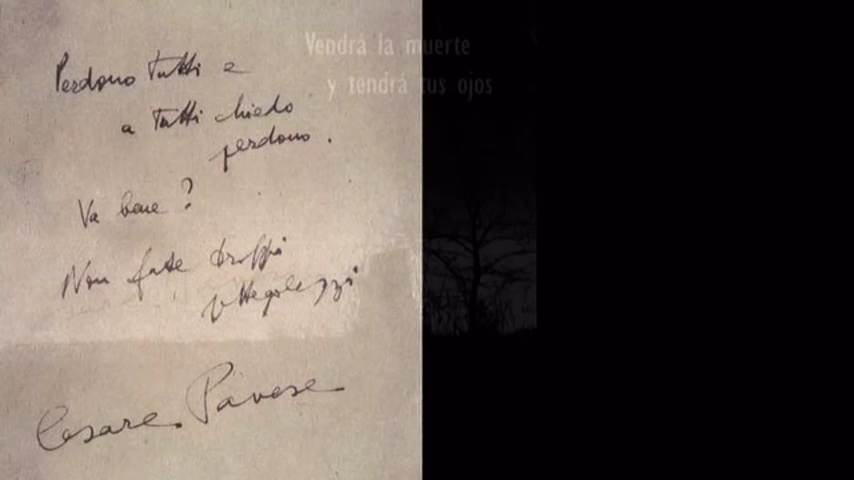 Vendrá la muerte
y tendrá tus ojos
Perdono tutti e
a tutti chiedo
perdono.
Va bene?
Non fate troppi
pettegolezzi
Cesare Pavese